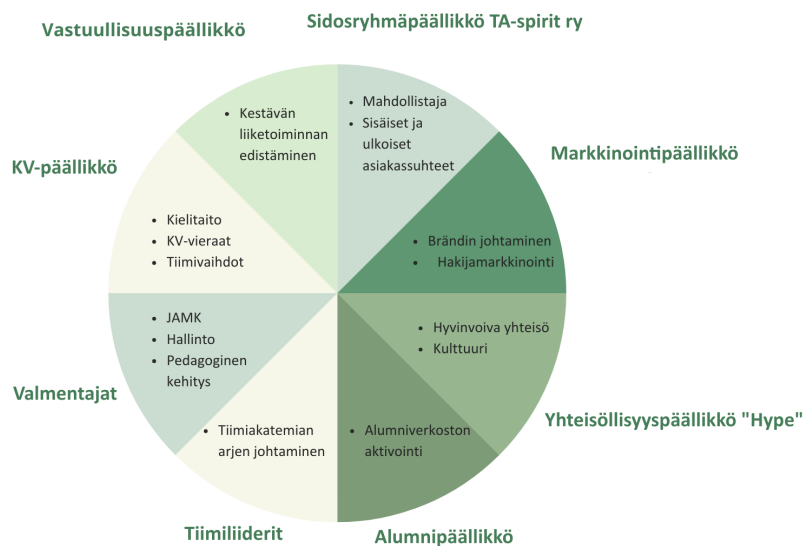 Sidosryhmäpäällikkö TA-spirit ry
• Mahdollistaja
• Sisäiset ja
ulkoiset
asiakassuhteet
Markkinointipäällikkö
• Brändin johtaminen
• Hakijamarkkinointi
Yhteisöllisyyspäällikkö "Hype"
• Hyvinvoiva yhteisö
• Kulttuuri
Alumnipäällikkö
• Alumniverkoston
aktivointi
Tiimiliiderit
• Tiimiakatemian
arjen johtaminen
Valmentajat
• JAMK
• Hallinto
• Pedagoginen
kehitys
KV-päällikkö
• Kielitaito
• KV-vieraat
• Tiimivaihdot
Vastuullisuuspäällikkö
• Kestävän
liiketoiminnan
edistäminen